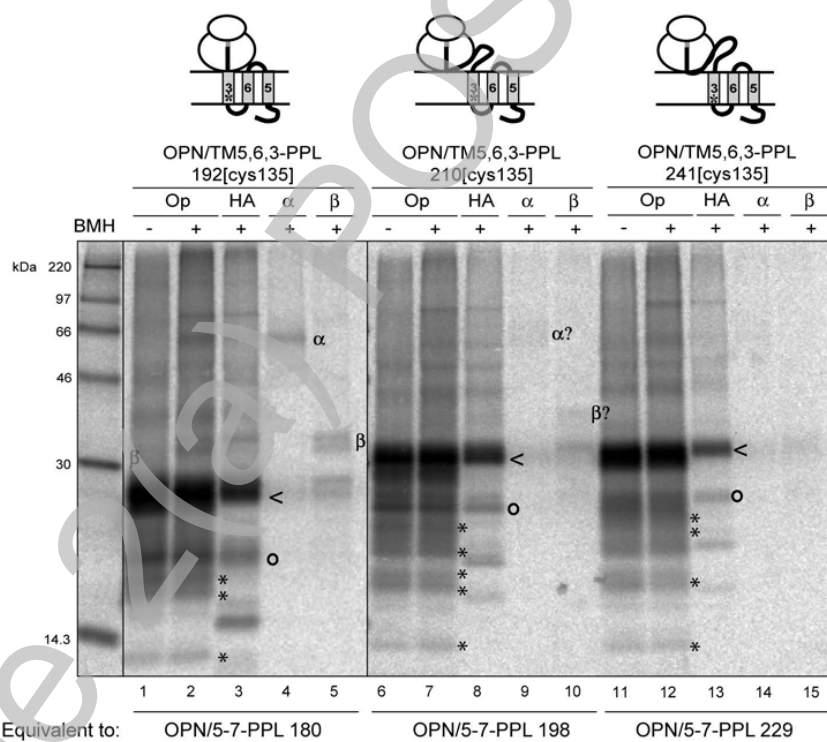 3 6 5 3 6 5 3 6 5
OPN/TM5,6,3-PPL OPN/TM5,6,3-PPL OPN/TM5,6,3-PPL
192[cys135] 210[cys135] 241[cys135]
Op HA α β Op HA α β Op HA α β
BMH - + + + + - + + + + - + + + +
kDa 220
97
66 α α?
46
β β β?
30 < < <
o o o
* * * * * * * * * * *
14.3
* * *
1 2 3 4 5 6 7 8 9 10 11 12 13 14 15
Equivalent to: OPN/5-7-PPL 180 OPN/5-7-PPL 198 OPN/5-7-PPL 229